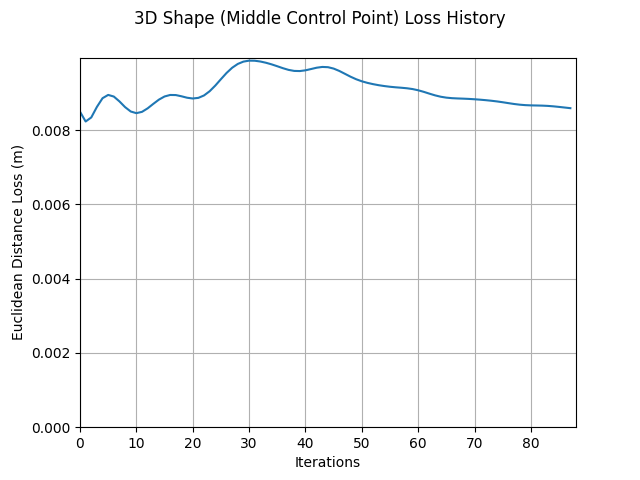 3D Shape (Middle Control Point) Loss History
Euclidean Distance Loss (m)
0.008
0.006
0.004
0.002
0.000
0 10 20 30 40 50 60 70 80
Iterations